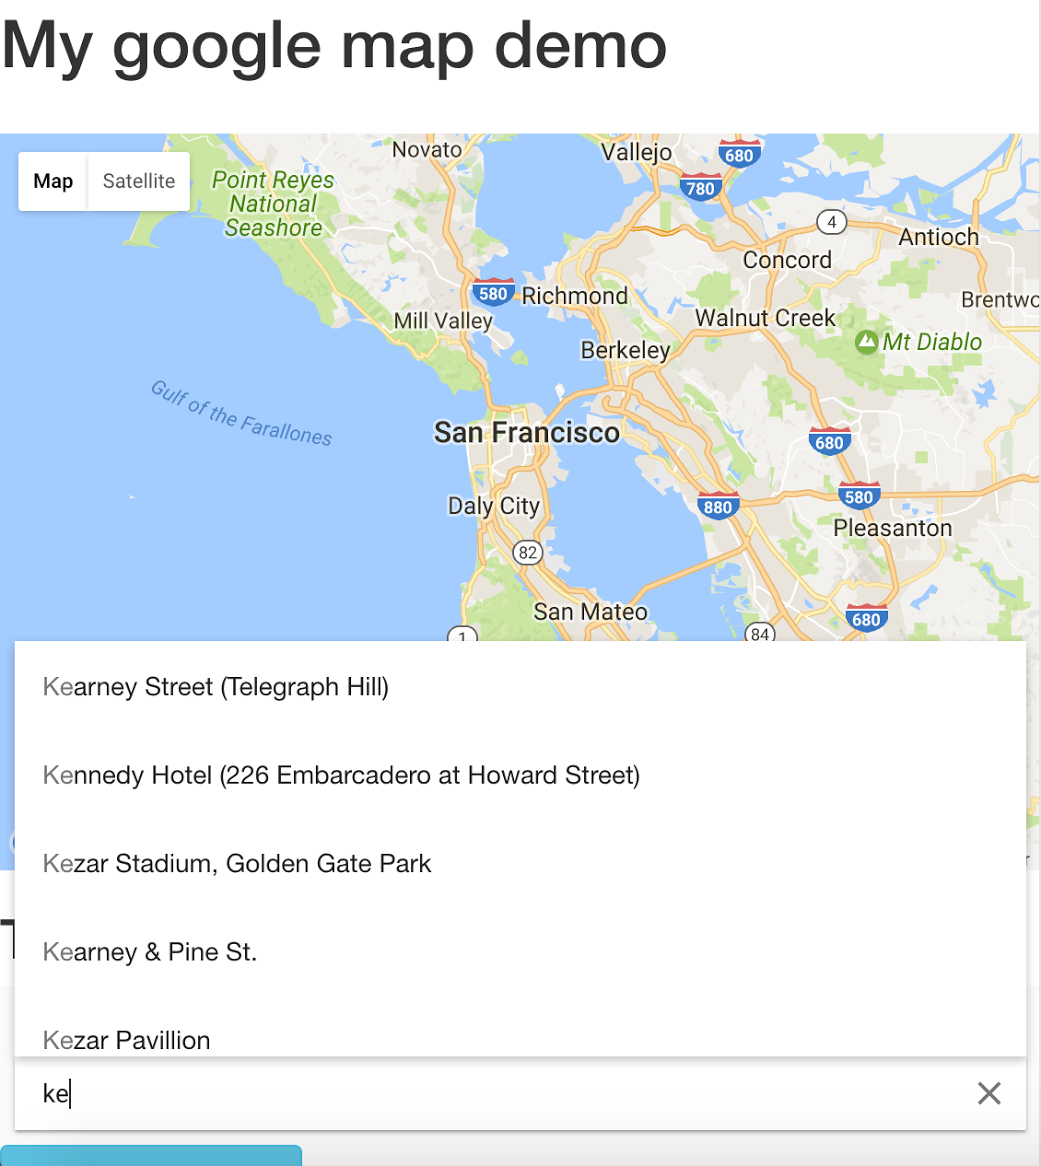 My google map demo
Map
Satellite
Novato
Vallejo
680
780
Point Reyes
National
Seashore
4
Antioch
Concord
580
Richmond
Brentwo
Mill Valley
Walnut Creek
Berkeley
Mt Diablo
Gulf of the Farallones
San Francisco
680
Daly City
880
580
Pleasanton
82
San Mateo
680
1
84
Kearney Street (Telegraph Hill)
Kennedy Hotel (226 Embarcadero at Howard Street)
Kezar Stadium, Golden Gate Park
Kearney & Pine St.
Kezar Pavillion
ke